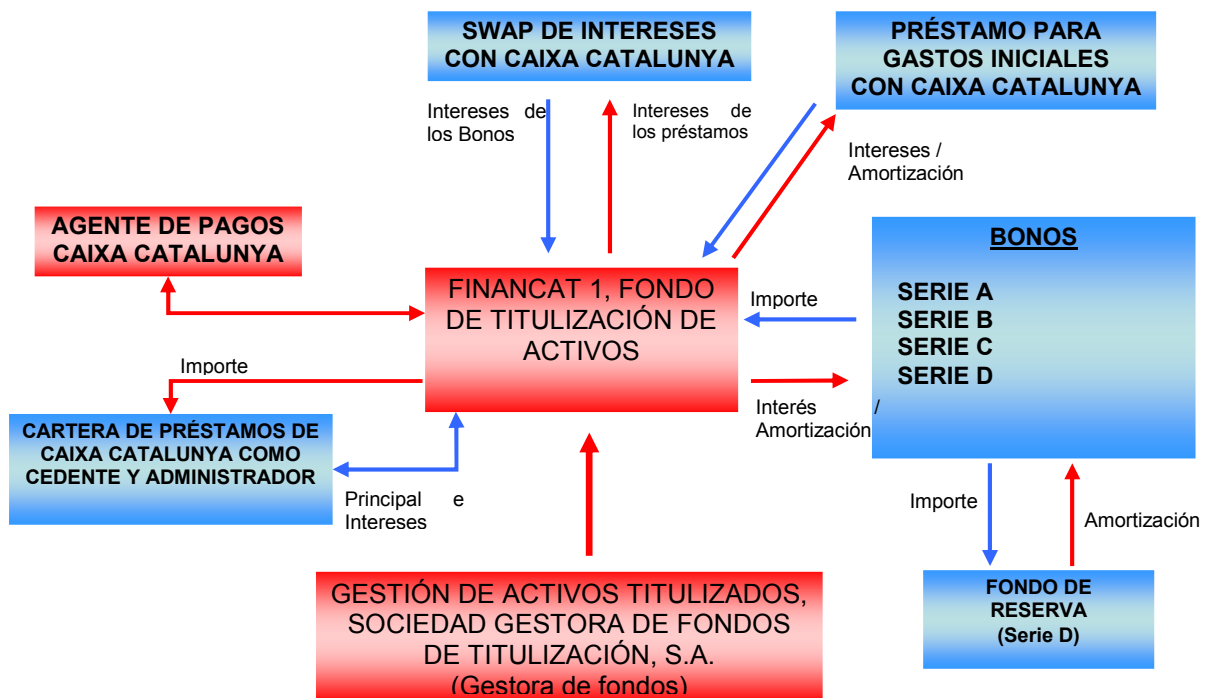 SWAP DE INTERESES
CON CAIXA CATALUNYA
PRÉSTAMO PARA
GASTOS INICIALES
CON CAIXA CATALUNYA
Intereses de
los Bonos
Intereses de
los préstamos
Intereses /
Amortización
AGENTE DE PAGOS
CAIXA CATALUNYA
FINANCAT 1, FONDO
DE TITULIZACIÓN DE
ACTIVOS
Importe
BONOS
SERIE A
SERIE B
SERIE C
SERIE D
Importe
Interés /
Amortización
CARTERA DE PRÉSTAMOS DE
CAIXA CATALUNYA COMO
CEDENTE Y ADMINISTRADOR
Principal e
Intereses
Importe
Amortización
GESTIÓN DE ACTIVOS TITULIZADOS,
SOCIEDAD GESTORA DE FONDOS
DE TITULIZACIÓN, S.A.
(Gestora de fondos)
FONDO DE
RESERVA
(Serie D)